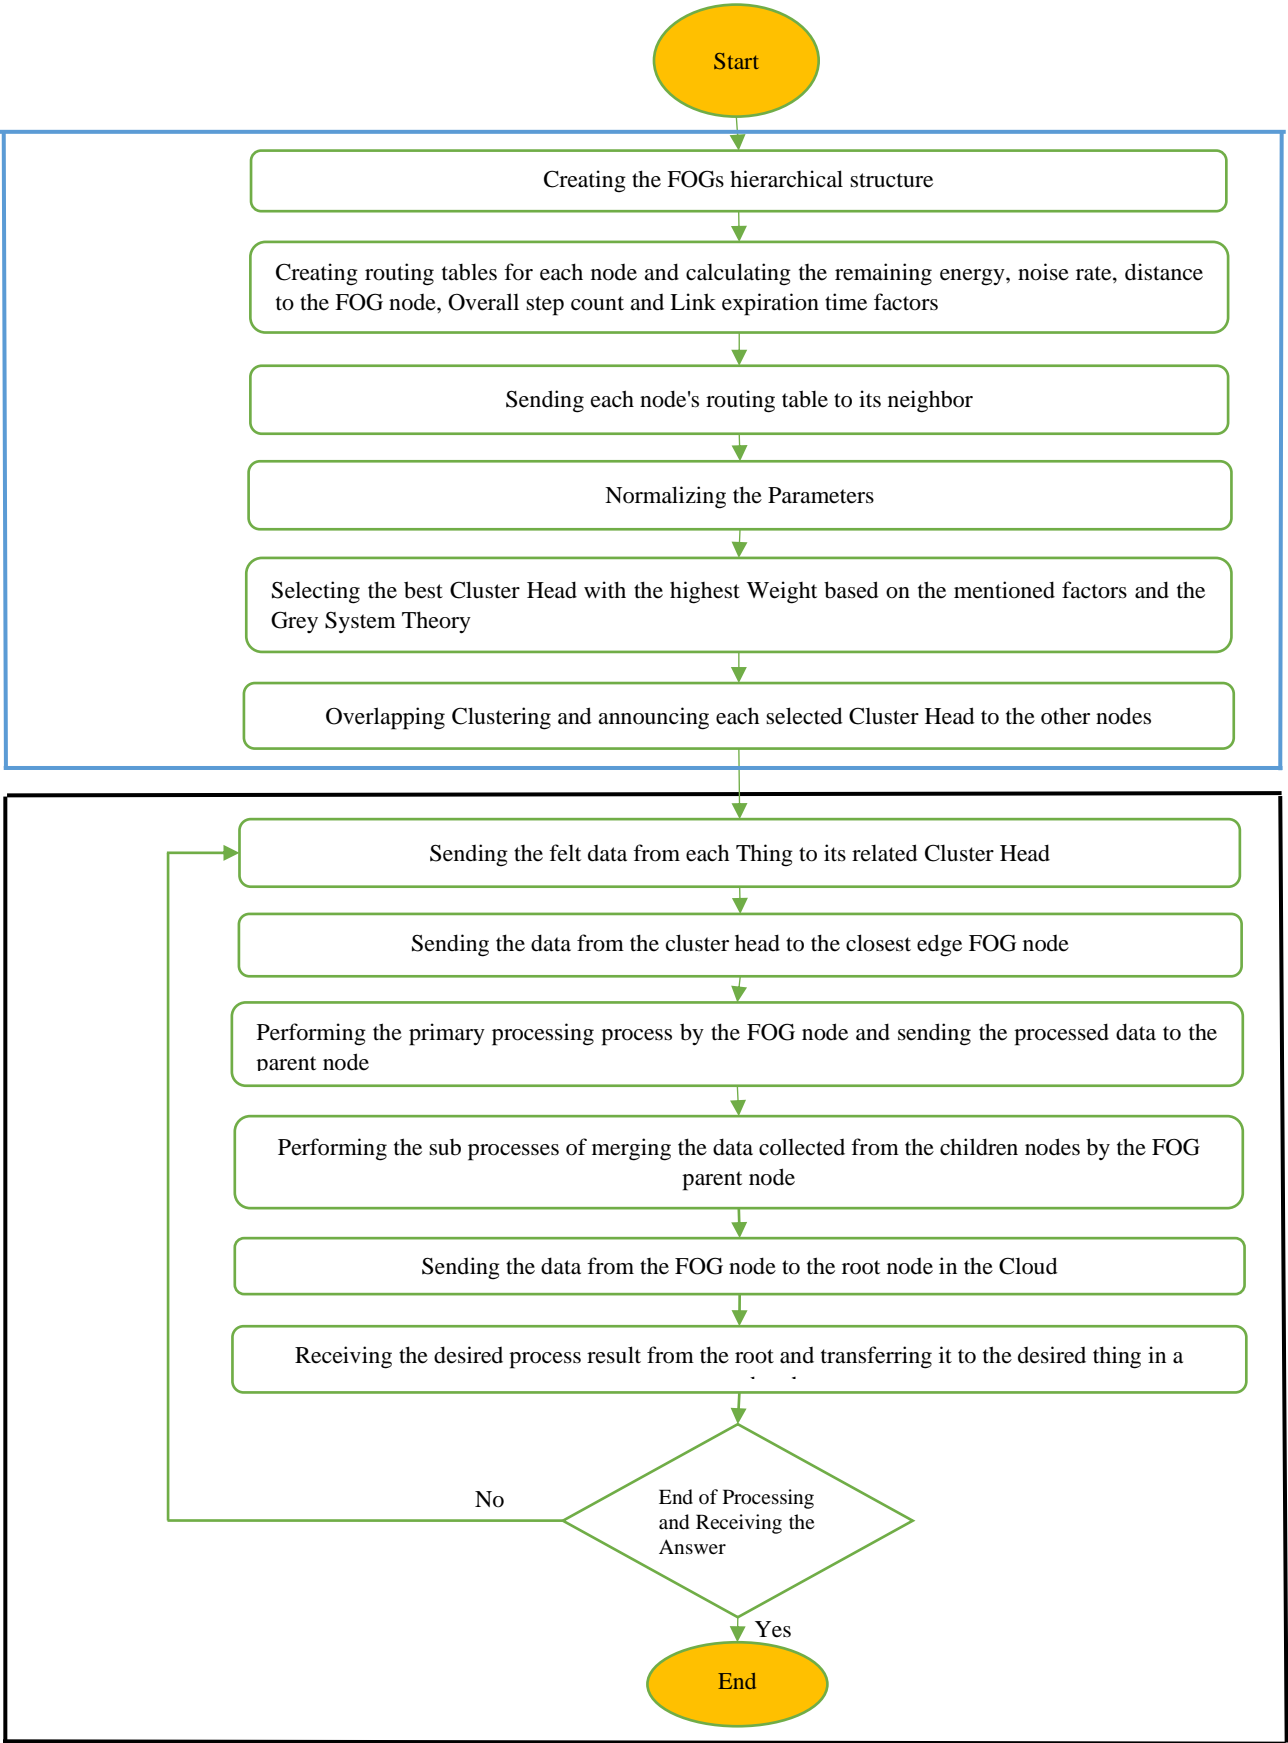 Start
Creating the FOGs hierarchical structure
Creating routing tables for each node and calculating the remaining energy, noise rate, distance
to the FOG node, Overall step count and Link expiration time factors
Sending each node's routing table to its neighbor
Normalizing the Parameters
Selecting the best Cluster Head with the highest Weight based on the mentioned factors and the
Grey System Theory
Overlapping Clustering and announcing each selected Cluster Head to the other nodes
Sending the felt data from each Thing to its related Cluster Head
Sending the data from the cluster head to the closest edge FOG node
Performing the primary processing process by the FOG node and sending the processed data to the
parent node
Performing the sub processes of merging the data collected from the children nodes by the FOG
parent node
Sending the data from the FOG node to the root node in the Cloud
Receiving the desired process result from the root and transferring it to the desired thing in a
No
End of Processing
and Receiving the
Answer
Yes
End